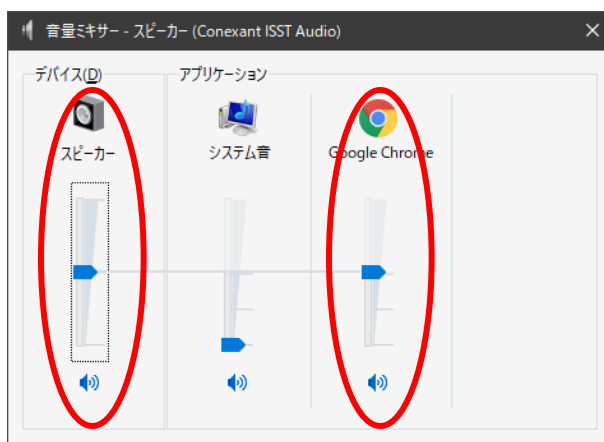 音量ミキサー - スピーカー (Conexant ISST Audio)
デバイス(D)
アプリケーション
スピーカー
システム音
Google Chrome